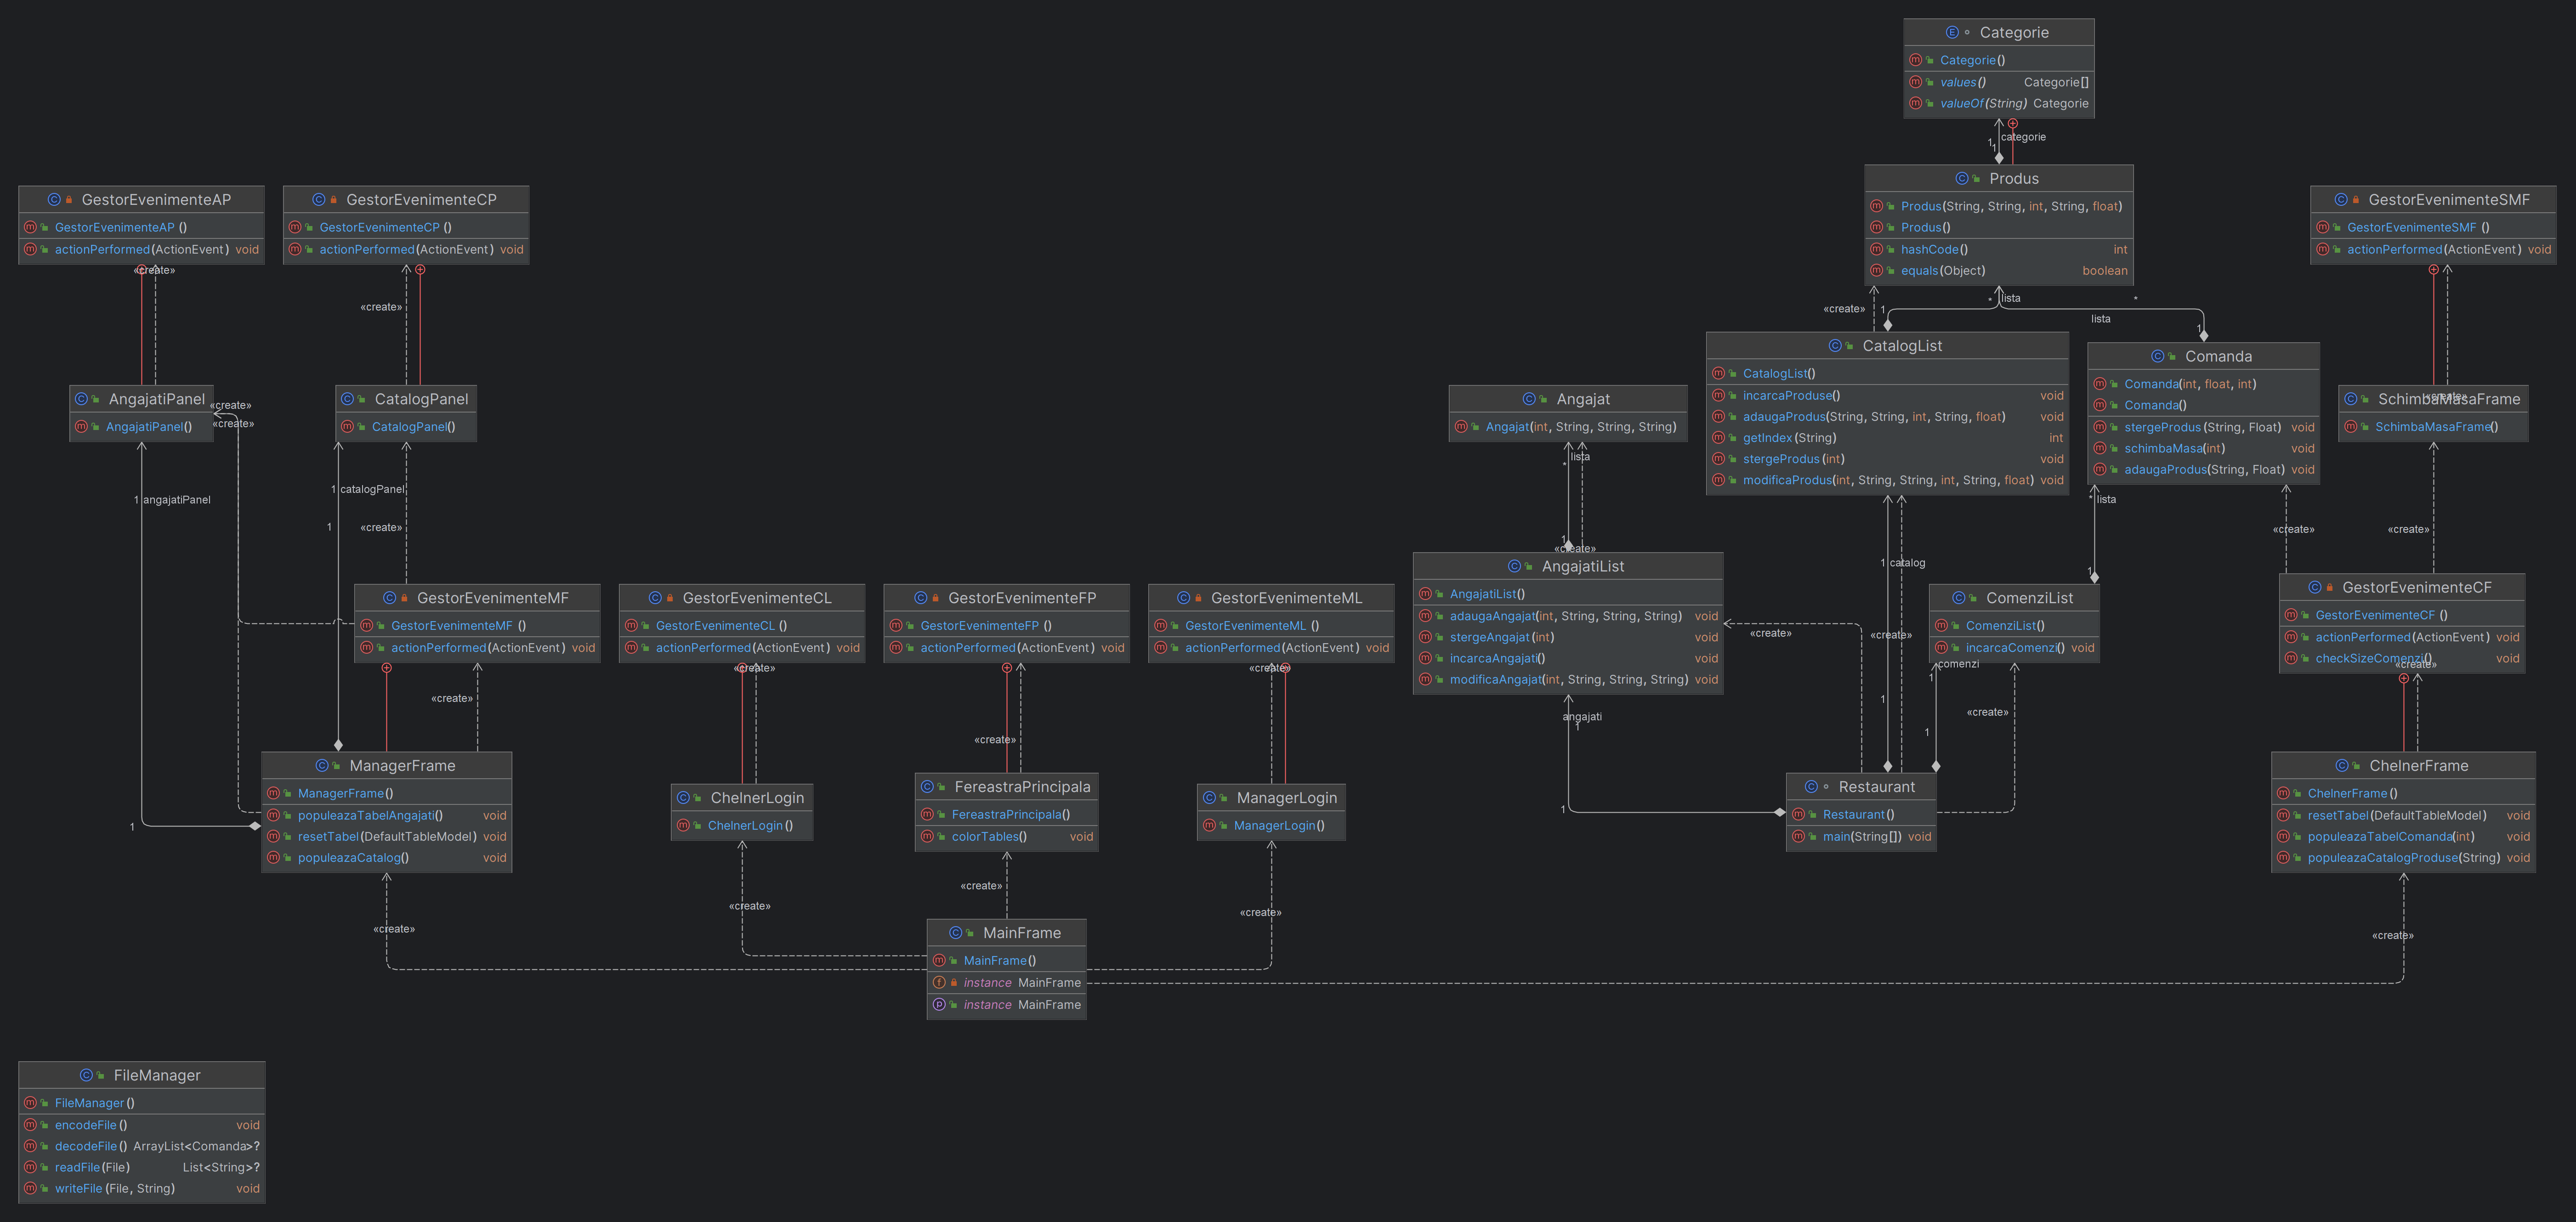 Categorie
Categorie()
values() Categorie[]
valueOf(String) Categorie
1
1
categorie
Produs
Produs(String, String, int, String, float)
Produs()
hashCode() int
equals(Object) boolean
GestorEvenimenteAP
GestorEvenimenteAP ()
actionPerformed(ActionEvent) void
GestorEvenimenteCP
GestorEvenimenteCP ()
actionPerformed(ActionEvent) void
GestorEvenimenteSMF
GestorEvenimenteSMF ()
actionPerformed(ActionEvent) void
«create»
«create»
«create»
1
* lista
*
lista
1
CatalogList
CatalogList()
incarcaProduse() void
adaugaProdus(String, String, int, String, float) void
getIndex(String) int
stergeProdus(int) void
modificaProdus(int, String, String, int, String, float) void
Comanda
Comanda(int, float, int)
Comanda()
stergeProdus(String, Float) void
schimbaMasa(int) void
adaugaProdus(String, Float) void
AngajatiPanel
AngajatiPanel()
«create»
«create»
CatalogPanel
CatalogPanel()
Angajat
Angajat(int, String, String, String)
SchimbaMasaFrame
«create»
SchimbaMasaFrame()
* lista
1 angajatiPanel
1 catalogPanel
1
«create»
* lista
«create»
«create»
1
«create»
1 catalog
1
AngajatiList
AngajatiList()
adaugaAngajat(int, String, String, String) void
stergeAngajat(int) void
incarcaAngajati() void
modificaAngajat(int, String, String, String) void
GestorEvenimenteMF
GestorEvenimenteMF ()
actionPerformed(ActionEvent) void
GestorEvenimenteCL
GestorEvenimenteCL ()
actionPerformed(ActionEvent) void
GestorEvenimenteFP
GestorEvenimenteFP ()
actionPerformed(ActionEvent) void
GestorEvenimenteML
GestorEvenimenteML ()
actionPerformed(ActionEvent) void
ComenziList
ComenziList()
incarcaComenzi() void
GestorEvenimenteCF
GestorEvenimenteCF ()
actionPerformed(ActionEvent) void
checkSizeComenzi() void
«create»
«create»
«create»
«create»
comenzi
1
«create»
«create»
1
«create»
angajati
1
1
«create»
«create»
1
ManagerFrame
ManagerFrame()
populeazaTabelAngajati() void
resetTabel(DefaultTableModel) void
populeazaCatalog() void
1
ChelnerLogin
ChelnerLogin()
FereastraPrincipala
FereastraPrincipala()
colorTables() void
ManagerLogin
ManagerLogin()
1
Restaurant
Restaurant()
main(String[]) void
ChelnerFrame
ChelnerFrame()
resetTabel(DefaultTableModel) void
populeazaTabelComanda(int) void
populeazaCatalogProduse(String) void
«create»
«create»
«create»
«create»
«create»
MainFrame
MainFrame()
instance MainFrame
instance MainFrame
FileManager
FileManager()
encodeFile() void
decodeFile() ArrayList<Comanda>?
readFile(File) List<String>?
writeFile(File, String) void